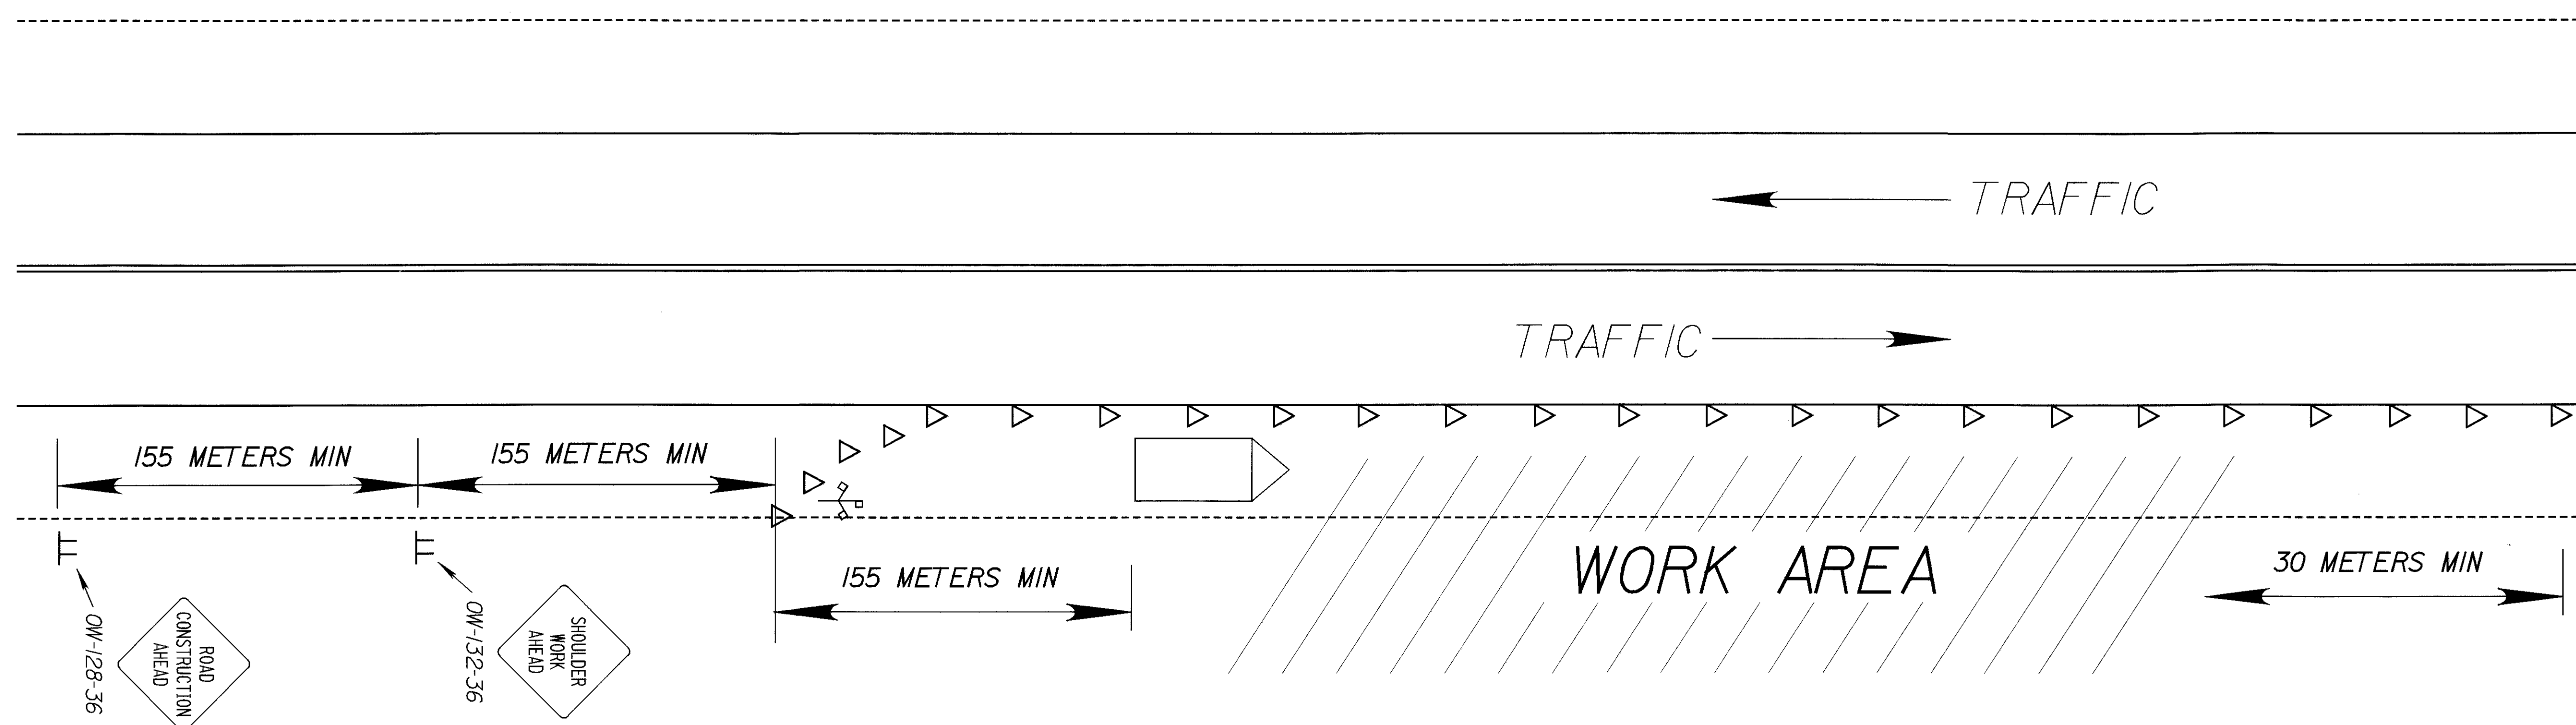 TRAFFIC
TRAFFIC
155 METERS MIN
155 METERS MIN
155 METERS MIN
WORK AREA
30 METERS MIN
OW-128-36
ROAD
CONSTRUCTION
AHEAD
OW-132-36
SHOULDER
WORK
AHEAD